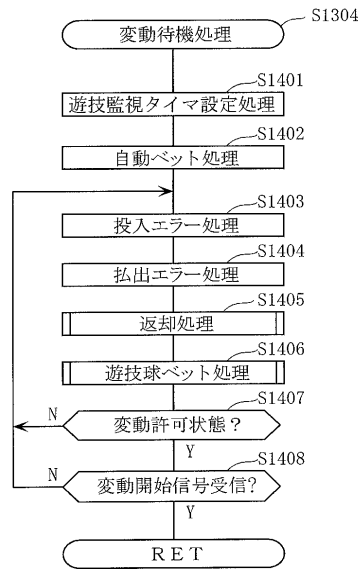 変動待機処理
S1304
S1401
遊技監視タイマ設定処理
S1402
自動ベット処理
S1403
投入エラー処理
S1404
払出エラー処理
S1405
返却処理
S1406
遊技球ベット処理
S1407
N
変動許可状態？
Y
S1408
N
変動開始信号受信？
Y
ＲＥＴ